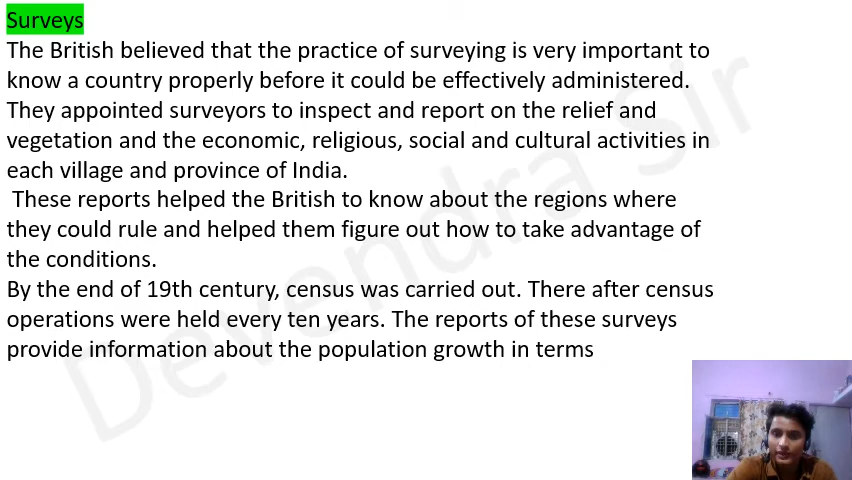 Surveys
The British believed that the practice of surveying is very important to
know a country properly before it could be effectively administered.
They appointed surveyors to inspect and report on the relief and
vegetation and the economic, religious, social and cultural activities in
each village and province of India.
These reports helped the British to know about the regions where
they could rule and helped them figure out how to take advantage of
the conditions.
By the end of 19th century, census was carried out. There after census
operations were held every ten years. The reports of these surveys
provide information about the population growth in terms
Devendra Sir